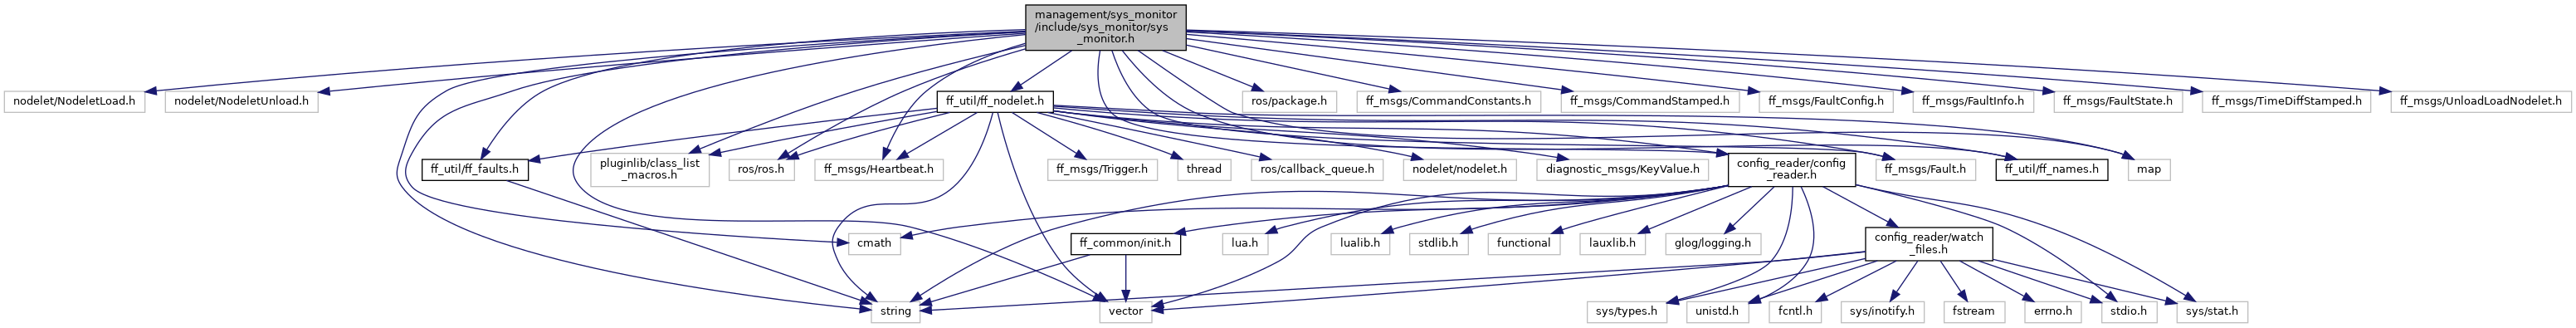 management/sys_monitor
/include/sys_monitor/sys
_monitor.h
nodelet/NodeletLoad.h
nodelet/NodeletUnload.h
ff_util/ff_nodelet.h
ros/package.h
ff_msgs/CommandConstants.h
ff_msgs/CommandStamped.h
ff_msgs/FaultConfig.h
ff_msgs/FaultInfo.h
ff_msgs/FaultState.h
ff_msgs/TimeDiffStamped.h
ff_msgs/UnloadLoadNodelet.h
ff_util/ff_faults.h
pluginlib/class_list
_macros.h
ros/ros.h
ff_msgs/Heartbeat.h
ff_msgs/Trigger.h
thread
ros/callback_queue.h
nodelet/nodelet.h
diagnostic_msgs/KeyValue.h
config_reader/config
_reader.h
ff_msgs/Fault.h
ff_util/ff_names.h
map
cmath
ff_common/init.h
lua.h
lualib.h
stdlib.h
functional
lauxlib.h
glog/logging.h
config_reader/watch
_files.h
string
vector
sys/types.h
unistd.h
fcntl.h
sys/inotify.h
fstream
errno.h
stdio.h
sys/stat.h